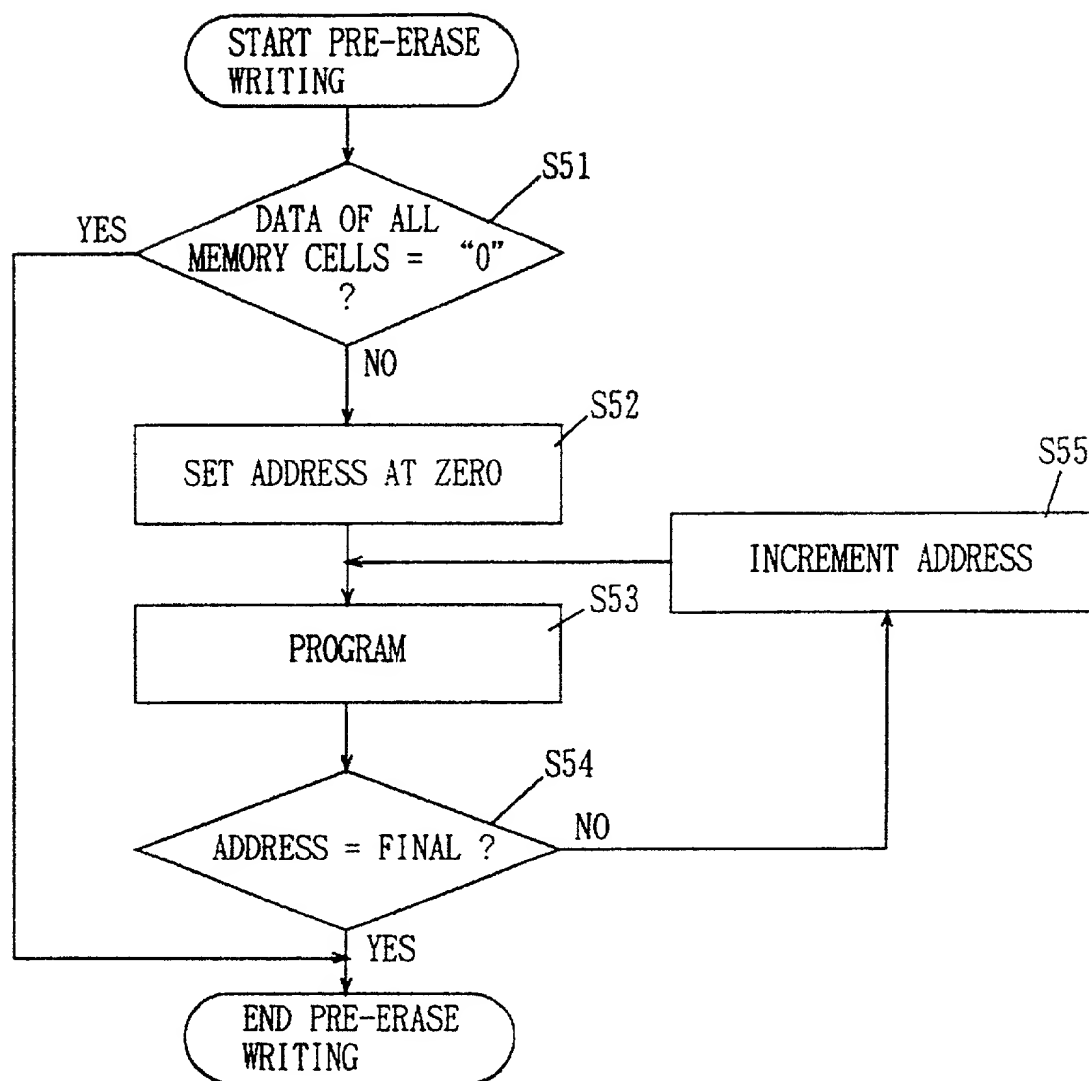 START PRE-ERASE
WRITING
S51
YES
DATA OF ALL
MEMORY CELLS = “0”
?
NO
S52
SET ADDRESS AT ZERO
S55
INCREMENT ADDRESS
S53
PROGRAM
S54
ADDRESS = FINAL ?
NO
YES
END PRE-ERASE
WRITING